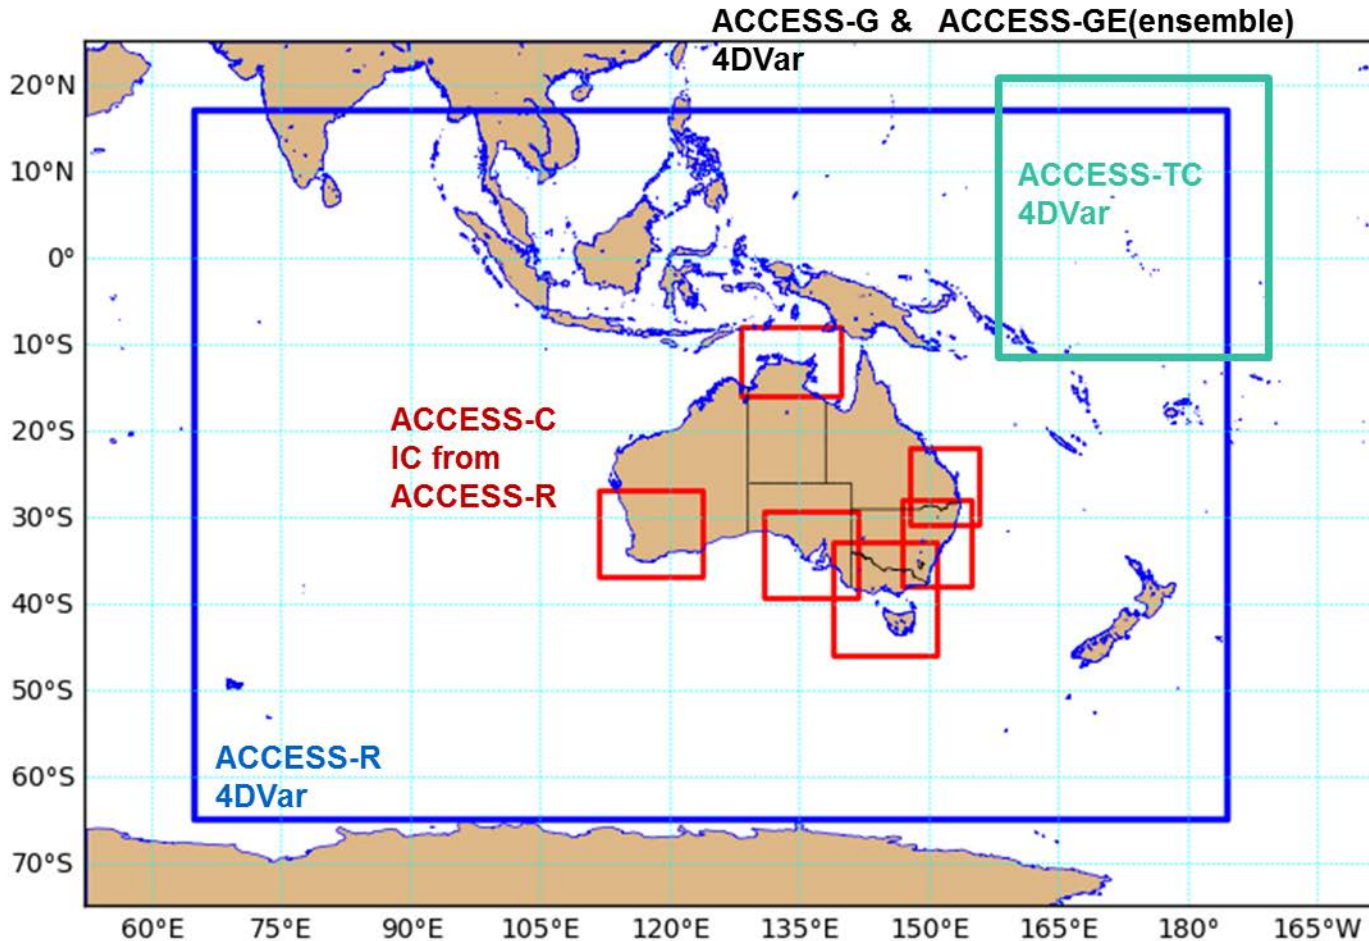 ACCESS-G & ACCESS-GE(ensemble)
4DVar
20°N
10°N
0°
10°S
20°S
30°S
40°S
50°S
60°S
70°S
ACCESS-TC
4DVar
ACCESS-C
IC from
ACCESS-R
ACCESS-R
4DVar
60°E
75°E
90°E
105°E
120°E
135°E
150°E
165°E
180°
165°W